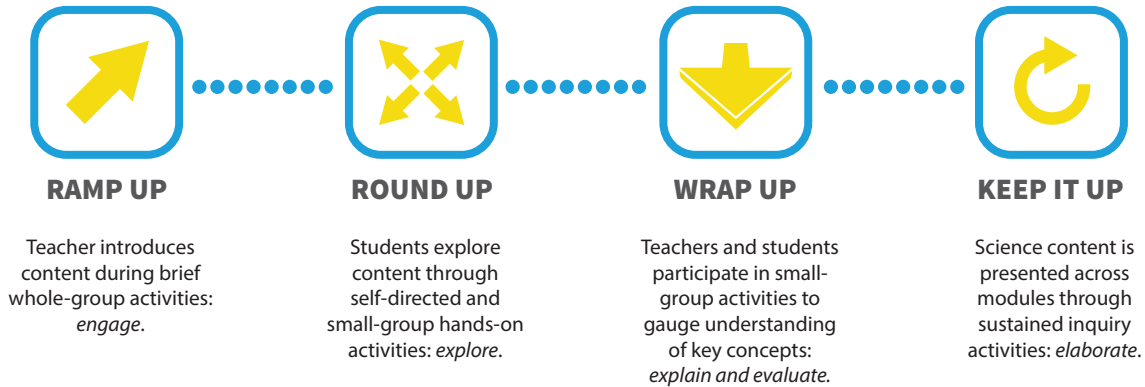 RAMP UP
Teacher introduces
content during brief
whole-group activities:
engage.
ROUND UP
Students explore
content through
self-directed and
small-group hands-on
activities: explore.
WRAP UP
Teachers and students
participate in small-
group activities to
gauge understanding
of key concepts:
explain and evaluate.
KEEP IT UP
Science content is
presented across
modules through
sustained inquiry
activities: elaborate.